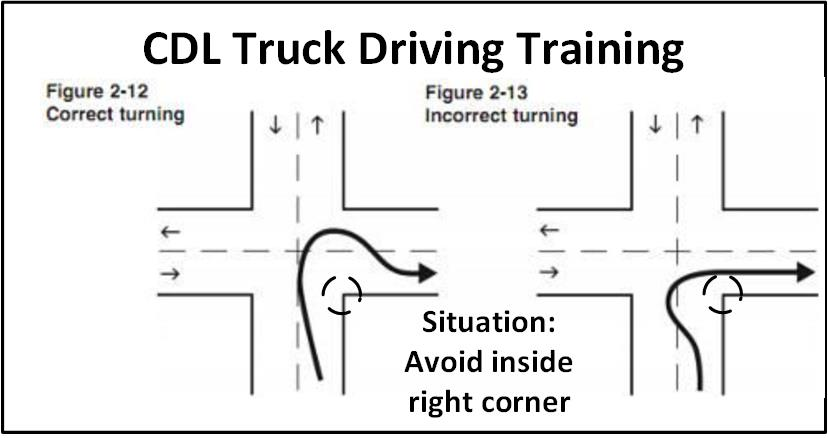 CDL Truck Driving Training
Figure 2-12
Correct turning
Figure 2-13
Incorrect turning
Situation:
Avoid inside
right corner